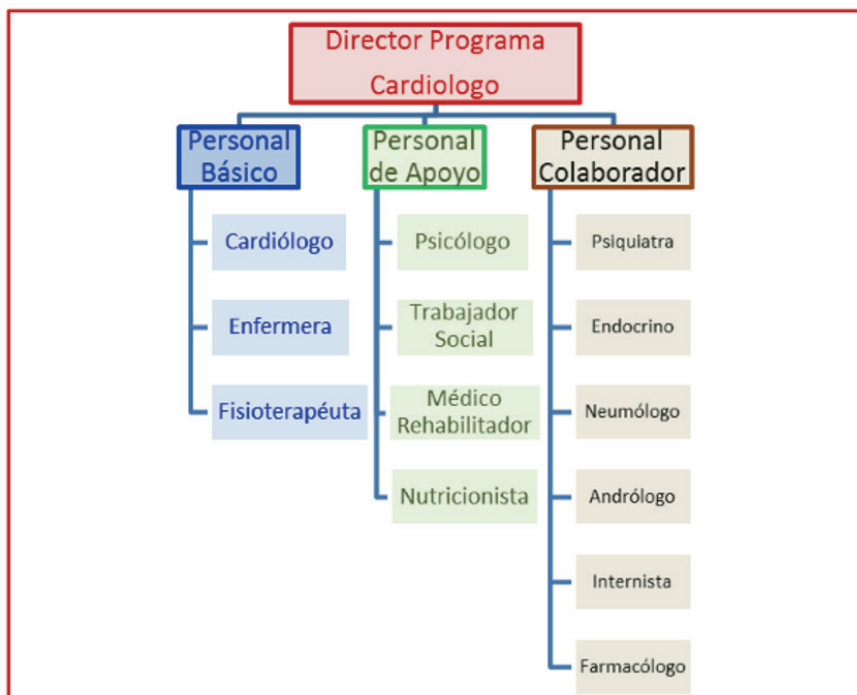 Director Programa
Cardiologo
Personal
Básico
Cardiólogo
Enfermera
Fisioterapéuta
Personal
de Apoyo
Psicólogo
Trabajador
Social
Médico
Rehabilitador
Nutricionista
Personal
Colaborador
Psiquiatra
Endocrino
Neumólogo
Andrólogo
Internista
Farmacólogo